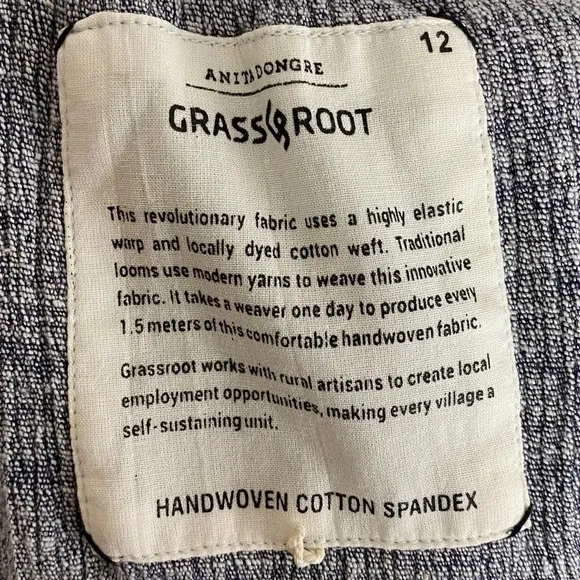 12
ANITA DONGRE
GRASSROOT
This revolutionary fabric uses a highly elastic
warp and locally dyed cotton weft. Traditional
looms use modern yarns to weave this innovative
fabric. It takes a weaver one day to produce every
1.5 meters of this comfortable handwoven fabric.
Grassroot works with rural artisans to create local
employment opportunities, making every village a
self-sustaining unit.
HANDWOVEN COTTON SPANDEX